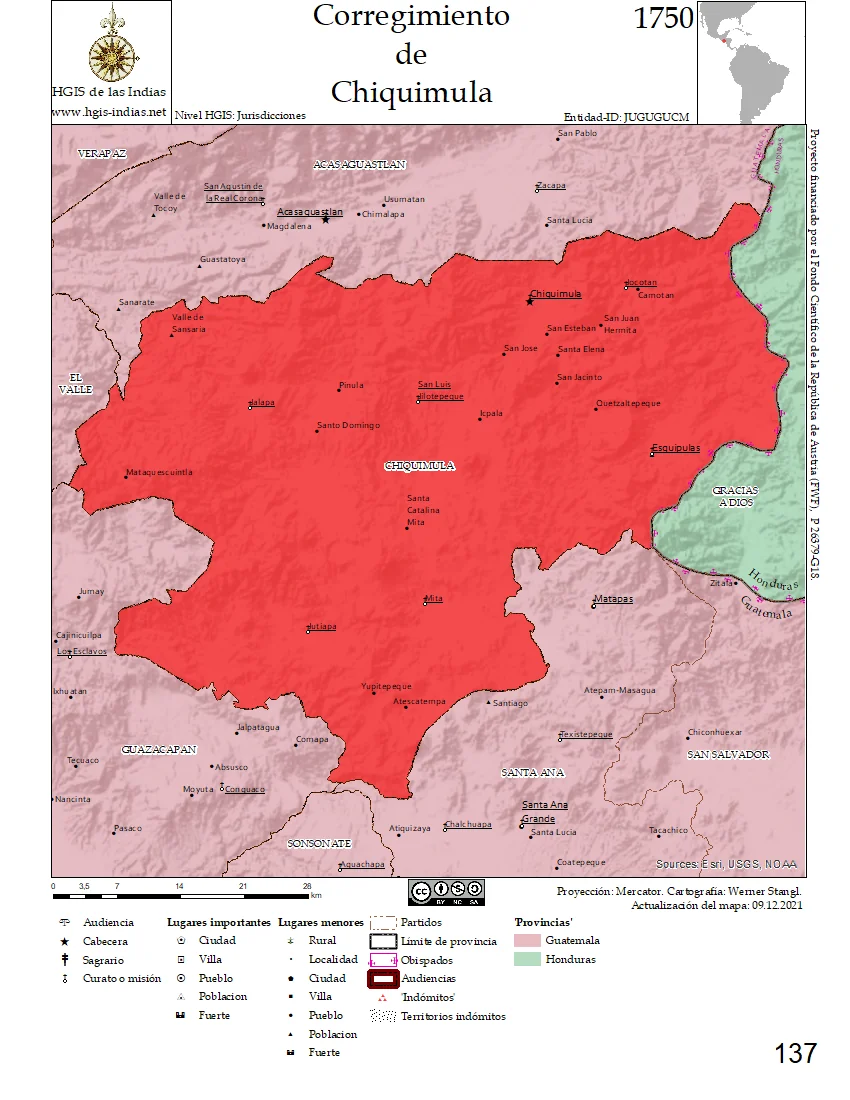 Corregimiento
de
Chiquimula
1750
HGIS de las Indias
www.hgis-indias.net
Nivel HGIS: Jurisdicciones
Entidad-ID: JUGUGUCM
San Pablo
VERAPAZ
ACASAGUASTLAN
GUATEMALA
HONDURAS
San Agustin de
la Real Corona
Zacapa
Valle de
Tocoy
Usumatan
Acasaguastlan
Chimalapa
Magdalena
Santa Lucia
Guastatoya
Jocotan
Camotan
Chiquimula
Sanarate
Valle de
Sansaria
San Juan
Hermita
San Esteban
San Jose
Santa Elena
EL
VALLE
San Jacinto
Pinula
San Luis
Jilotepeque
Jalapa
Quetzaltepeque
Icpala
Santo Domingo
Esquipulas
CHIQUIMULA
Mataquescuintla
GRACIAS
A DIOS
Santa
Catalina
Mita
Honduras
Guatemala
Zitala
Jumay
Mita
Matapas
Jutiapa
Cajinicuilpa
Los Esclavos
Ixhuatan
Yupitepeque
Atescatempa
Santiago
Atepam-Masagua
Jalpatagua
Comapa
Texistepeque
Chiconhuexar
GUAZACAPAN
SAN SALVADOR
Tecuaco
Absusco
SANTA ANA
Moyuta
Conguaco
Nancinta
Santa Ana
Grande
Pasaco
Atiquizaya
Chalchuapa
Santa Lucia
Tacachico
SONSONATE
Aguachapa
Coatepeque
Sources: Esri, USGS, NOAA
Proyecto financiado por el Fondo Científico de la República de Austria (FWF), P 26379-G18.
0 3,5 7 14 21 28
km
CC BY NC SA
Proyección: Mercator. Cartografía: Werner Stangl.
Actualización del mapa: 09.12.2021
Audiencia
Cabecera
Sagrario
Curato o misión
Lugares importantes
Ciudad
Villa
Pueblo
Poblacion
Fuerte
Lugares menores
Rural
Localidad
Ciudad
Villa
Pueblo
Poblacion
Fuerte
Partidos
Límite de provincia
Obispados
Audiencias
'Indómitos'
Territorios indómitos
'Provincias'
Guatemala
Honduras
137